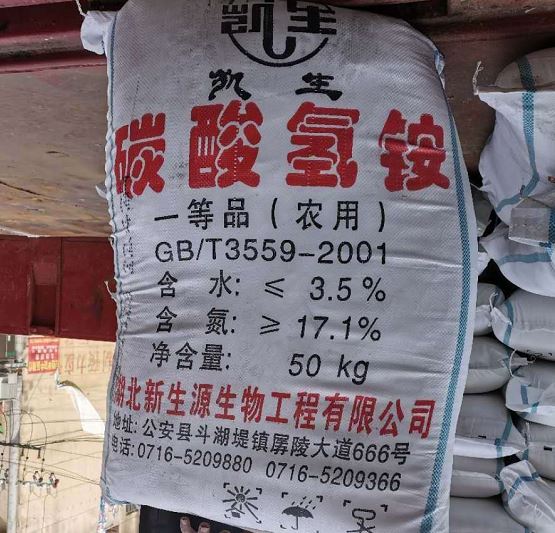 凯生
凯生
碳酸氢铵
一等品（农用）
GB/T3559-2001
含 水: ≤ 3.5%
含 氮: ≥ 17.1%
净含量: 50 kg
湖北新生源生物工程有限公司
地址: 公安县斗湖堤镇孱陵大道666号
电话: 0716-5209880 0716-5209366